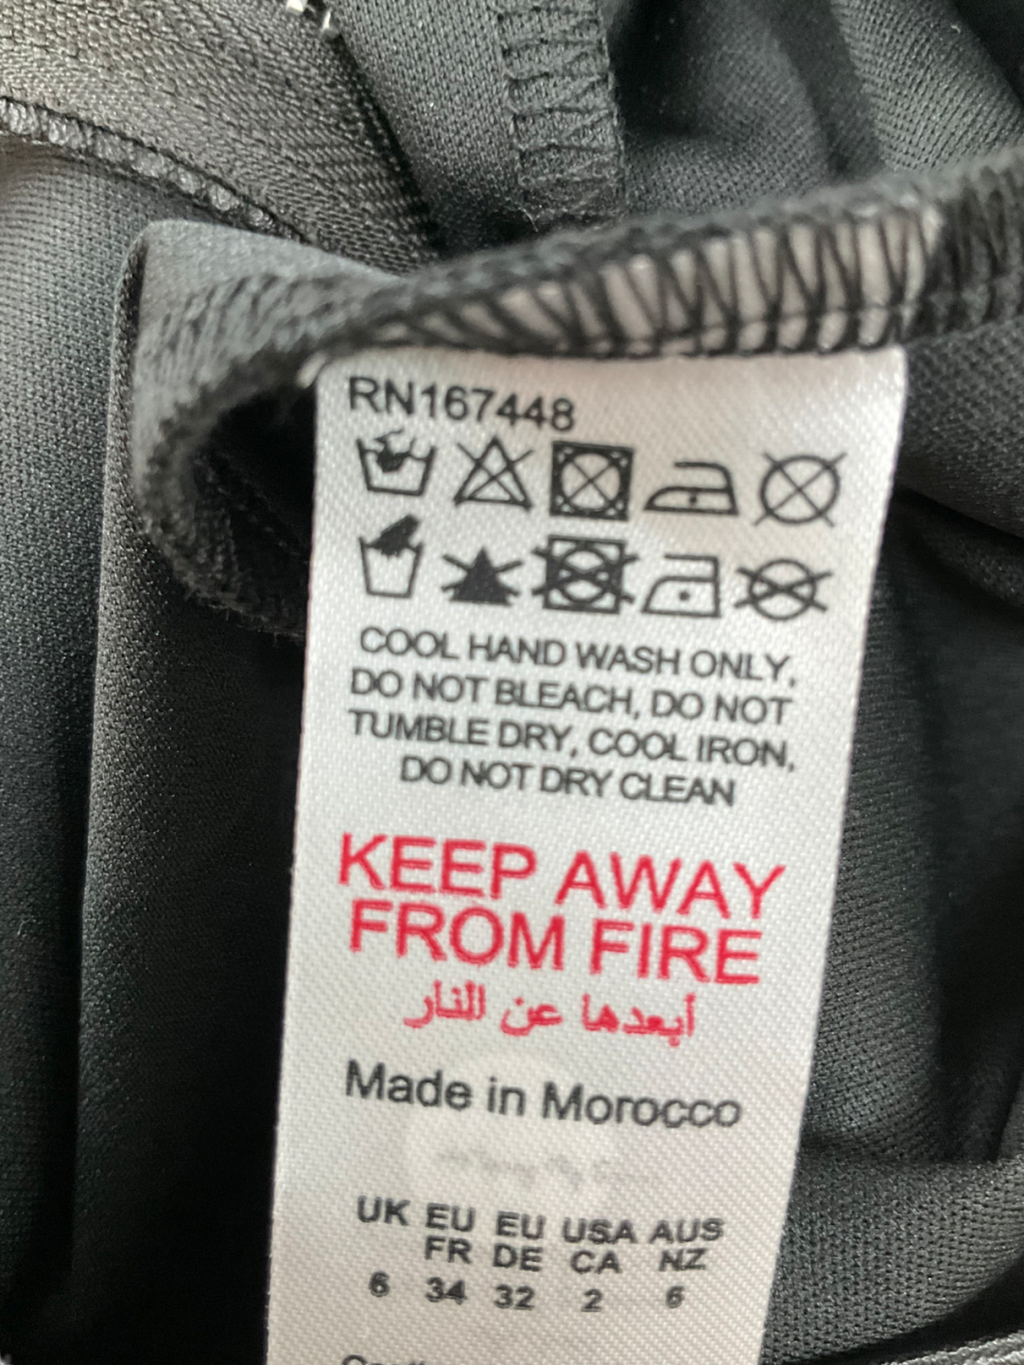 RN167448
COOL HAND WASH ONLY,
DO NOT BLEACH, DO NOT
TUMBLE DRY, COOL IRON,
DO NOT DRY CLEAN
KEEP AWAY
FROM FIRE
أبعدها عن النار
Made in Morocco
UK EU EU USA AUS
FR DE CA NZ
6 34 32 2 6